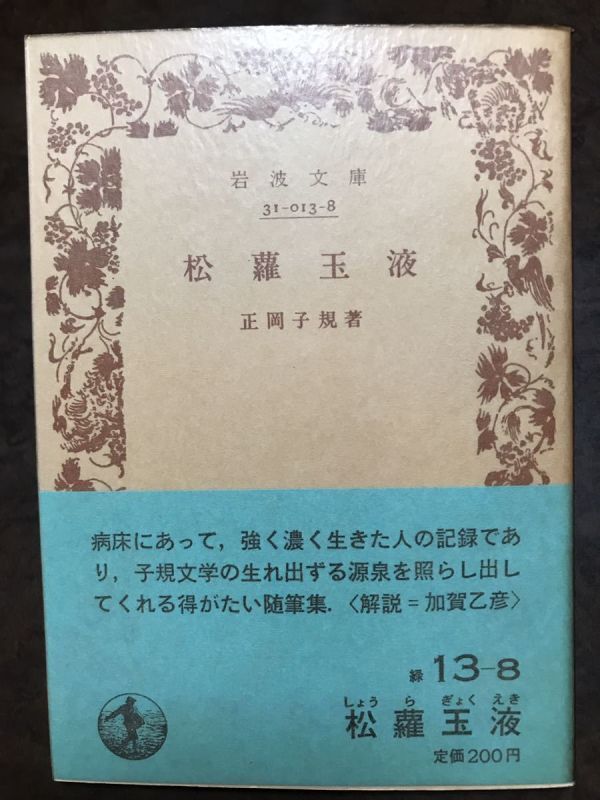 岩波文庫
31-013-8
松蘿玉液
正岡子規著
病床にあって，強く濃く生きた人の記録であ
り，子規文学の生れ出ずる源泉を照らし出し
てくれる得がたい随筆集．〈解説＝加賀乙彦〉
緑 13-8
しょう ら ぎょく えき
松蘿玉液
定価200円